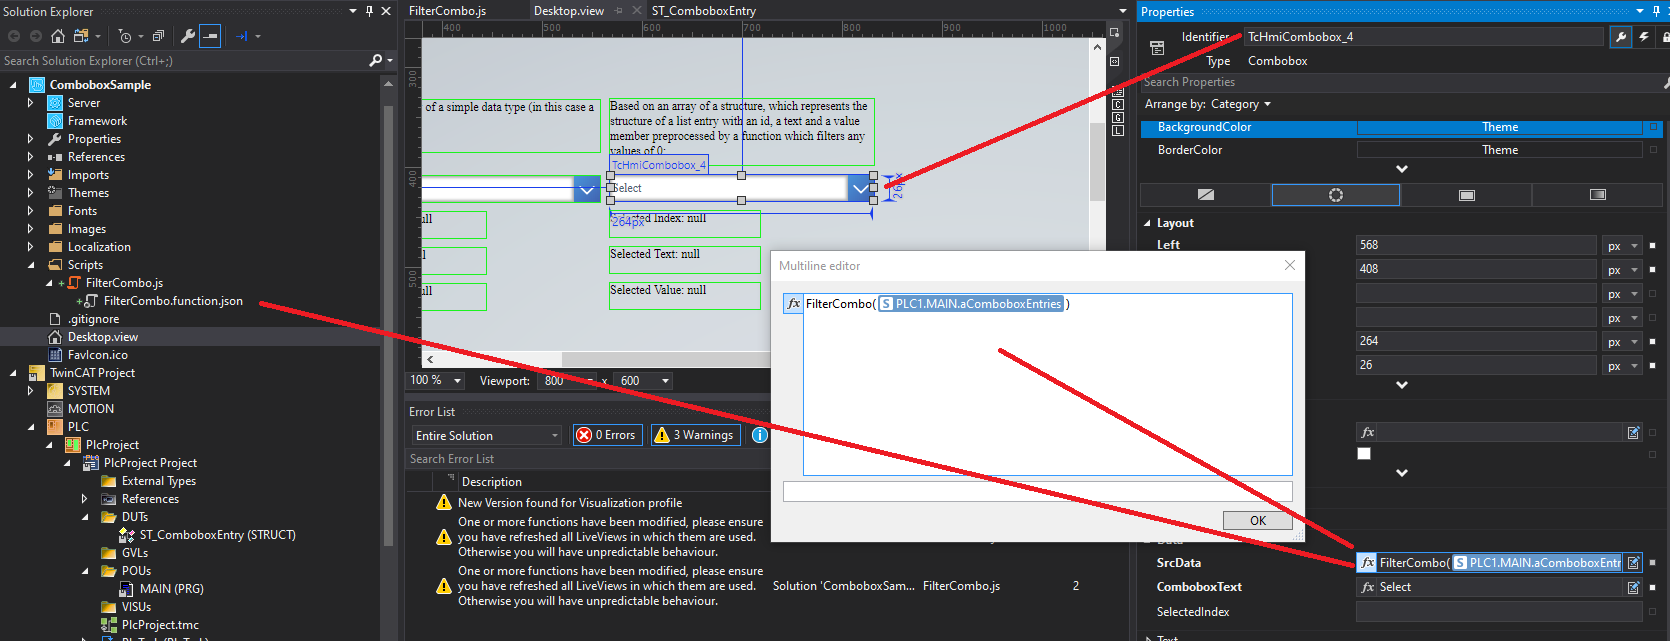 Solution Explorer
Search Solution Explorer (Ctrl+;)
ComboboxSample
Server
Framework
Properties
References
Imports
Themes
Fonts
Images
Localization
Scripts
FilterCombo.js
FilterCombo.function.json
.gitignore
Desktop.view
FavIcon.ico
TwinCAT Project
SYSTEM
MOTION
PLC
PlcProject
PlcProject Project
External Types
References
DUTs
ST_ComboboxEntry (STRUCT)
GVLs
POUs
MAIN (PRG)
VISUs
PlcProject.tmc
FilterCombo.js
Desktop.view
ST_ComboboxEntry
400 500 600 700 800 900 1000
300
400
500
of a simple data type (in this case a
Based on an array of a structure, which represents the
structure of a list entry with an id, a text and a value
member preprocessed by a function which filters any
values of 0:
TcHmiCombobox_4
Select
26px
264px
ull
Selected Index: null
l
Selected Text: null
ull
Selected Value: null
C
G
L
100 %
Viewport:
800
x
600
Error List
Entire Solution
0 Errors
3 Warnings
Search Error List
Description
New Version found for Visualization profile
One or more functions have been modified, please ensure
you have refreshed all LiveViews in which them are used.
Otherwise you will have unpredictable behaviour.
One or more functions have been modified, please ensure
you have refreshed all LiveViews in which them are used.
Otherwise you will have unpredictable behaviour.
Solution 'ComboboxSam...
FilterCombo.js
2
Multiline editor
fx FilterCombo( S PLC1.MAIN.aComboboxEntries )
OK
Properties
Identifier TcHmiCombobox_4
Type Combobox
Search Properties
Arrange by: Category
BackgroundColor Theme
BorderColor Theme
Layout
Left 568 px
408 px
px
px
264 px
26 px
fx
Data
SrcData fx FilterCombo( S PLC1.MAIN.aComboboxEntr
ComboboxText fx Select
SelectedIndex
Text